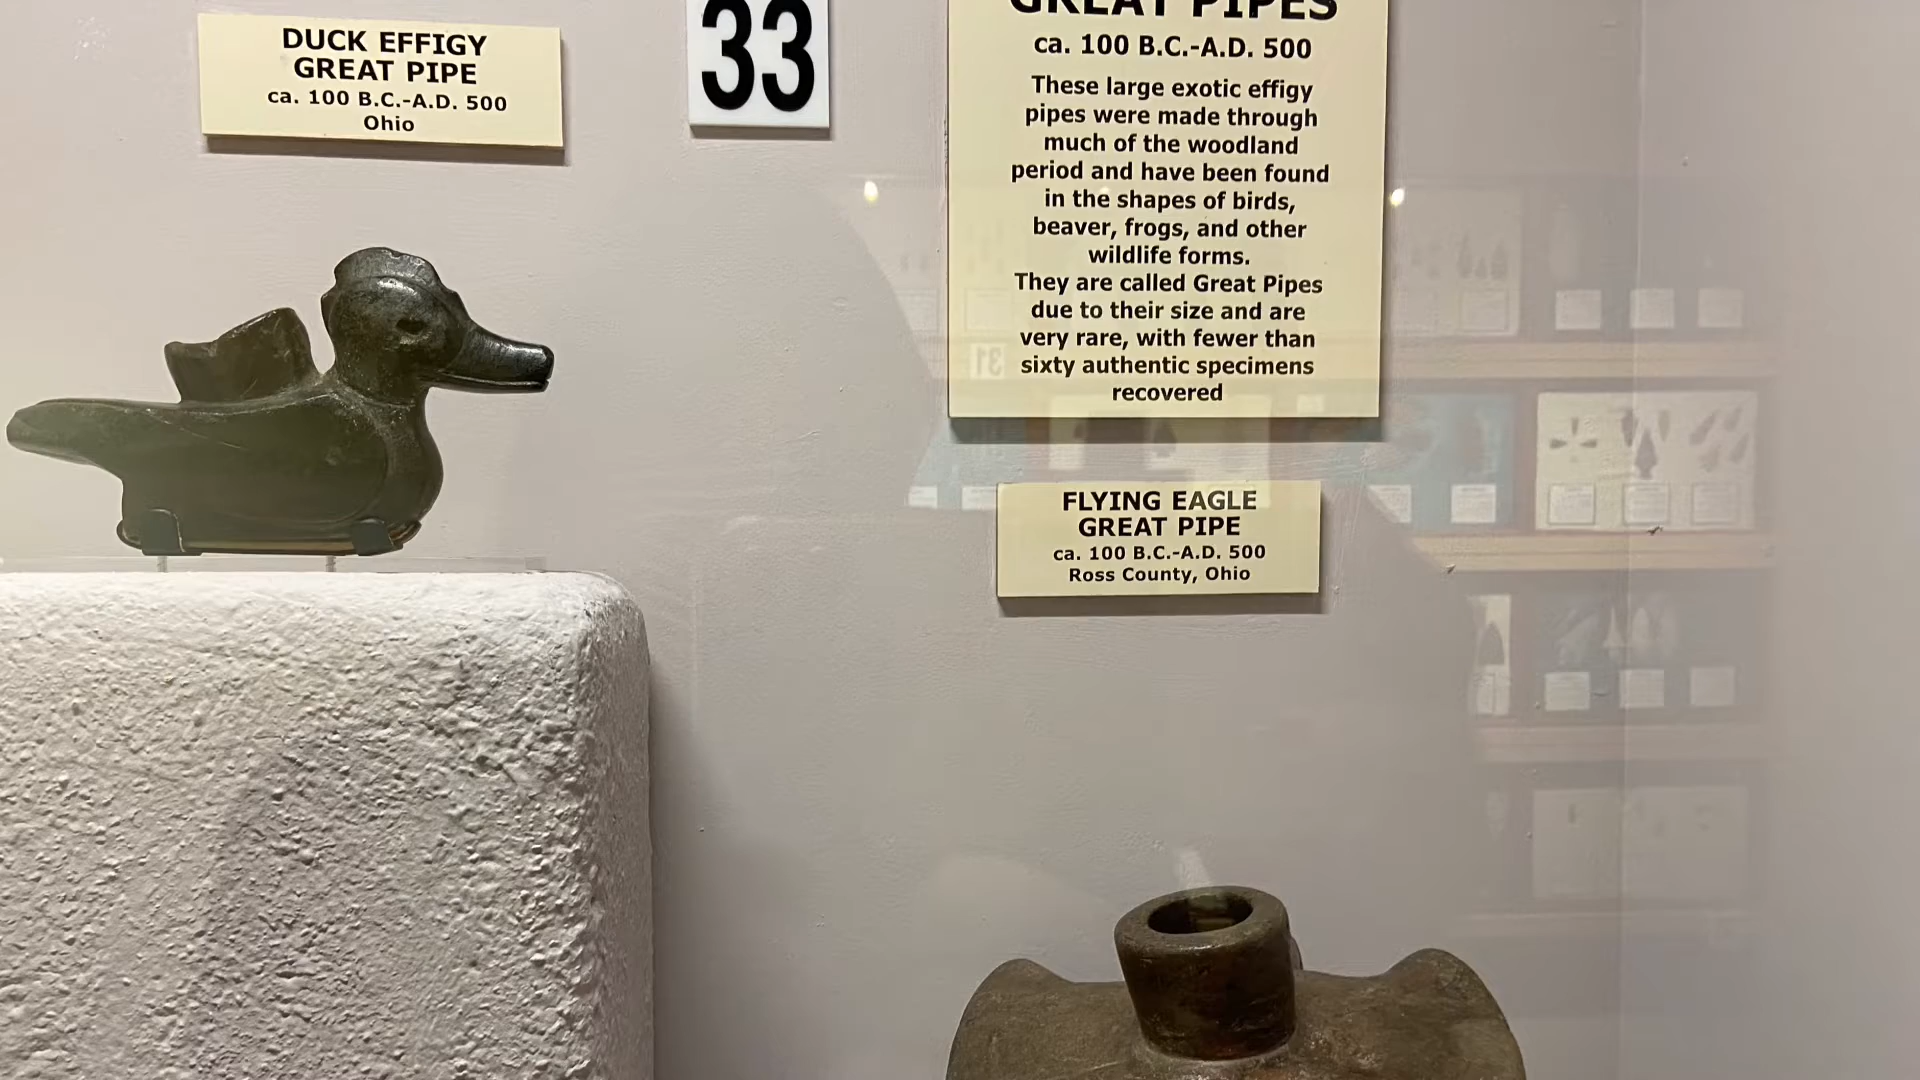 DUCK EFFIGY
GREAT PIPE
ca. 100 B.C.-A.D. 500
Ohio
33
GREAT PIPES
ca. 100 B.C.-A.D. 500
These large exotic effigy
pipes were made through
much of the woodland
period and have been found
in the shapes of birds,
beaver, frogs, and other
wildlife forms.
They are called Great Pipes
due to their size and are
very rare, with fewer than
sixty authentic specimens
recovered
31
FLYING EAGLE
GREAT PIPE
ca. 100 B.C.-A.D. 500
Ross County, Ohio